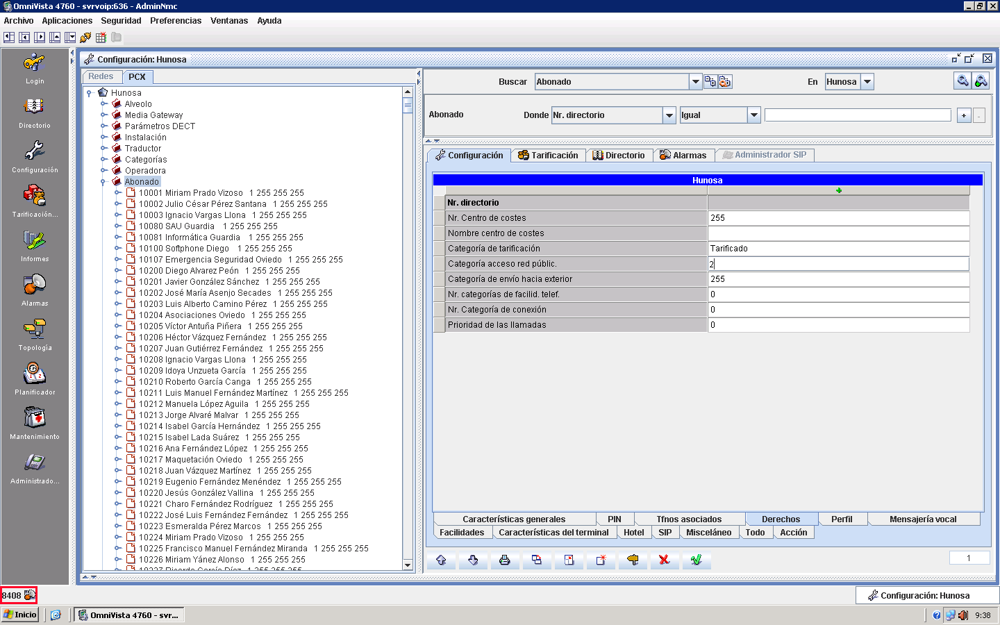 OmniVista 4760 - svrvoip:636 - AdminNmc
Archivo Aplicaciones Seguridad Preferencias Ventanas Ayuda
Login
Directorio
Configuración
Tarificación...
Informes
Alarmas
Topología
Planificador
Mantenimiento
Administrado...
Configuración: Hunosa
Redes PCX
Hunosa
Alveolo
Media Gateway
Parámetros DECT
Instalación
Traductor
Categorías
Operadora
Abonado
10001 Miriam Prado Vizoso 1 255 255 255
10002 Julio César Pérez Santana 1 255 255 255
10003 Ignacio Vargas Llona 1 255 255 255
10080 SAU Guardia 1 255 255 255
10081 Informática Guardia 1 255 255 255
10100 Softphone Diego 1 255 255 255
10107 Emergencia Seguridad Oviedo 1 255 255 255
10200 Diego Alvarez Peón 1 255 255 255
10201 Javier González Sánchez 1 255 255 255
10202 José María Asenjo Secades 1 255 255 255
10203 Luis Alberto Camino Pérez 1 255 255 255
10204 Asociaciones Oviedo 1 255 255 255
10205 Víctor Antuña Piñera 1 255 255 255
10206 Héctor Vázquez Fernández 1 255 255 255
10207 Juan Gutiérrez Fernández 1 255 255 255
10208 Ignacio Vargas Llona 1 255 255 255
10209 Idoya Unzueta García 1 255 255 255
10210 Roberto García Canga 1 255 255 255
10211 Luis Manuel Fernández Martínez 1 255 255 255
10212 Manuela López Aguila 1 255 255 255
10213 Jorge Alvaré Malvar 1 255 255 255
10214 Isabel García Hernández 1 255 255 255
10215 Isabel Lada Suárez 1 255 255 255
10216 Ana Fernández López 1 255 255 255
10217 Maquetación Oviedo 1 255 255 255
10218 Juan Vázquez Martínez 1 255 255 255
10219 Eugenio Fernández Menéndez 1 255 255 255
10220 Jesús González Vallina 1 255 255 255
10221 Charo Fernández Rodríguez 1 255 255 255
10222 José Luis Fernández Fernández 1 255 255 255
10223 Esmeralda Pérez Marcos 1 255 255 255
10224 Miriam Prado Vizoso 1 255 255 255
10225 Francisco Manuel Fernández Miranda 1 255 255 255
10226 Miriam Yánez Alonso 1 255 255 255
10227 Ricardo García Díaz 1 255 255 255
Buscar Abonado En Hunosa
Abonado Donde Nr. directorio Igual + -
Configuración Tarificación Directorio Alarmas Administrador SIP
Hunosa
Nr. directorio
Nr. Centro de costes 255
Nombre centro de costes
Categoría de tarificación Tarificado
Categoría acceso red públic. 2
Categoría de envío hacia exterior 255
Nr. categorías de facilid. telef. 0
Nr. Categoría de conexión 0
Prioridad de las llamadas 0
Características generales PIN Tfnos asociados Derechos Perfil Mensajería vocal
Facilidades Características del terminal Hotel SIP Misceláneo Todo Acción
1
8408
Configuración: Hunosa
Inicio OmniVista 4760 - svr... 9:38